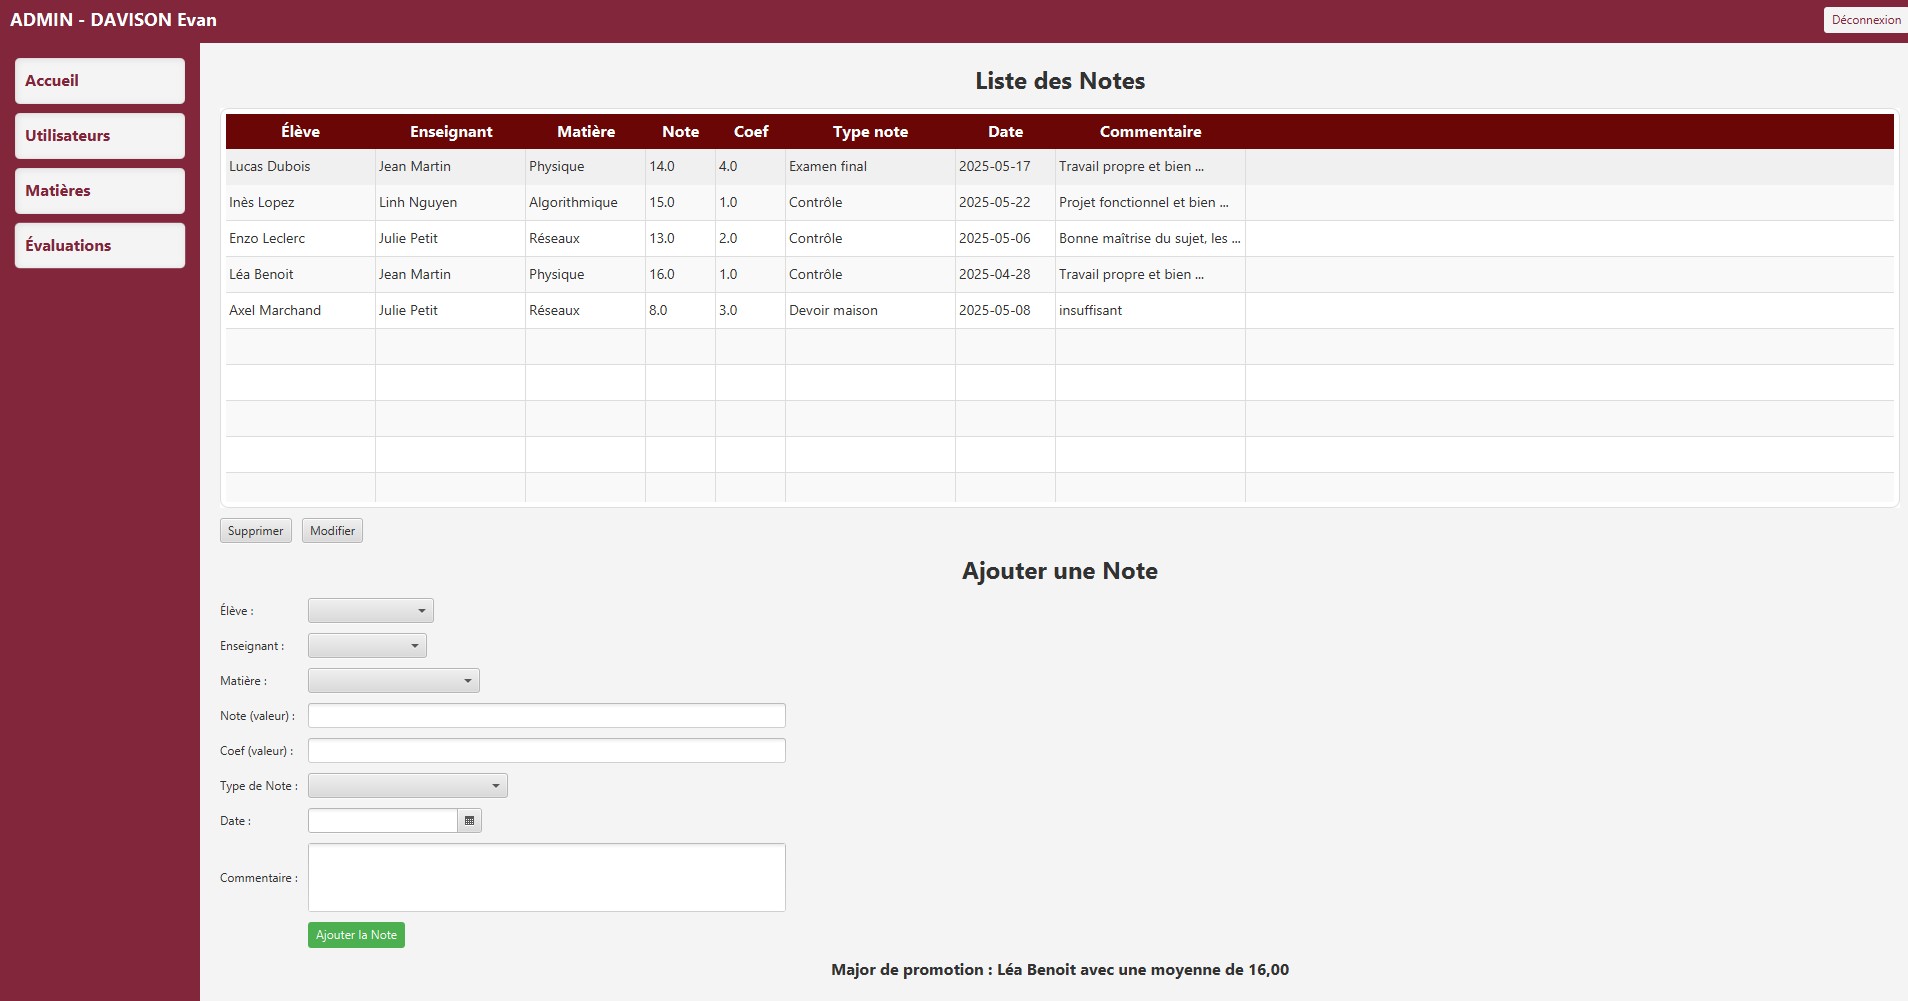 ADMIN - DAVISON Evan
Déconnexion
Accueil
Utilisateurs
Matières
Évaluations
Liste des Notes
Élève Enseignant Matière Note Coef Type note Date Commentaire
Lucas Dubois Jean Martin Physique 14.0 4.0 Examen final 2025-05-17 Travail propre et bien ...
Inès Lopez Linh Nguyen Algorithmique 15.0 1.0 Contrôle 2025-05-22 Projet fonctionnel et bien ...
Enzo Leclerc Julie Petit Réseaux 13.0 2.0 Contrôle 2025-05-06 Bonne maîtrise du sujet, les ...
Léa Benoit Jean Martin Physique 16.0 1.0 Contrôle 2025-04-28 Travail propre et bien ...
Axel Marchand Julie Petit Réseaux 8.0 3.0 Devoir maison 2025-05-08 insuffisant
Supprimer Modifier
Ajouter une Note
Élève :
Enseignant :
Matière :
Note (valeur) :
Coef (valeur) :
Type de Note :
Date :
Commentaire :
Ajouter la Note
Major de promotion : Léa Benoit avec une moyenne de 16,00